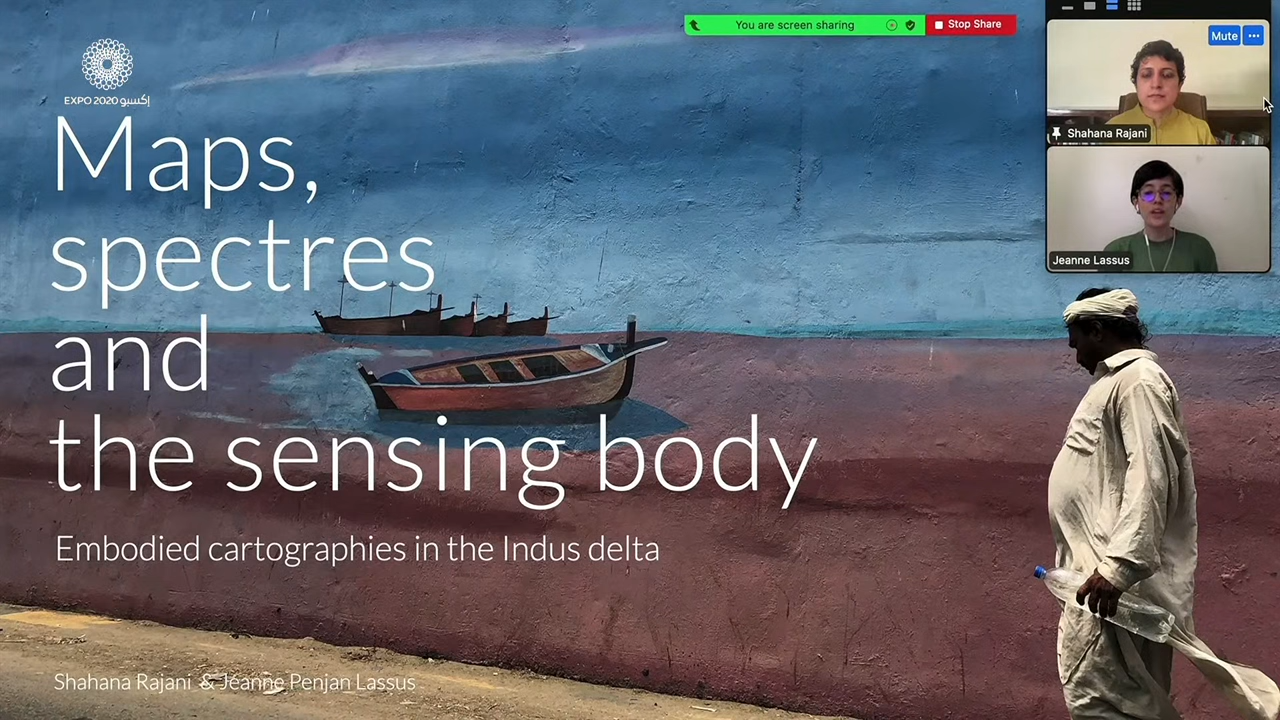 You are screen sharing
Stop Share
Mute
Shahana Rajani
Jeanne Lassus
EXPO 2020 إكسبو
Maps,
spectres
and
the sensing body
Embodied cartographies in the Indus delta
Shahana Rajani & Jeanne Penjan Lassus